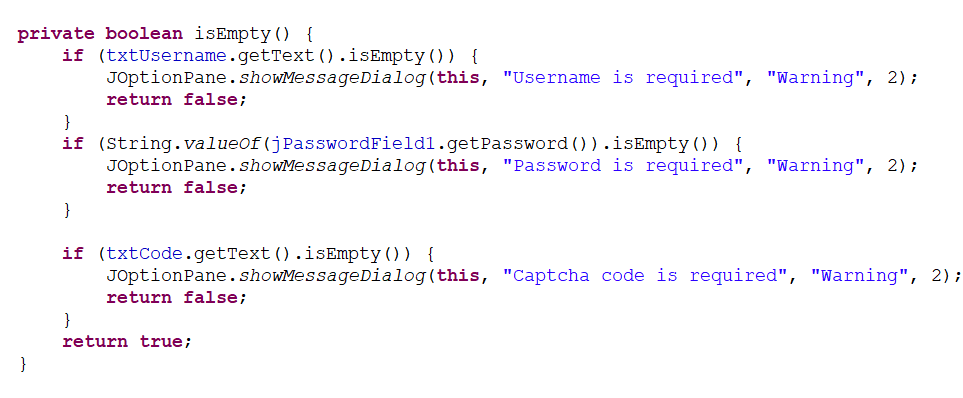 private boolean isEmpty() {
    if (txtUsername.getText().isEmpty()) {
        JOptionPane.showMessageDialog(this, "Username is required", "Warning", 2);
        return false;
    }
    if (String.valueOf(jPasswordField1.getPassword()).isEmpty()) {
        JOptionPane.showMessageDialog(this, "Password is required", "Warning", 2);
        return false;
    }

    if (txtCode.getText().isEmpty()) {
        JOptionPane.showMessageDialog(this, "Captcha code is required", "Warning", 2);
        return false;
    }
    return true;
}